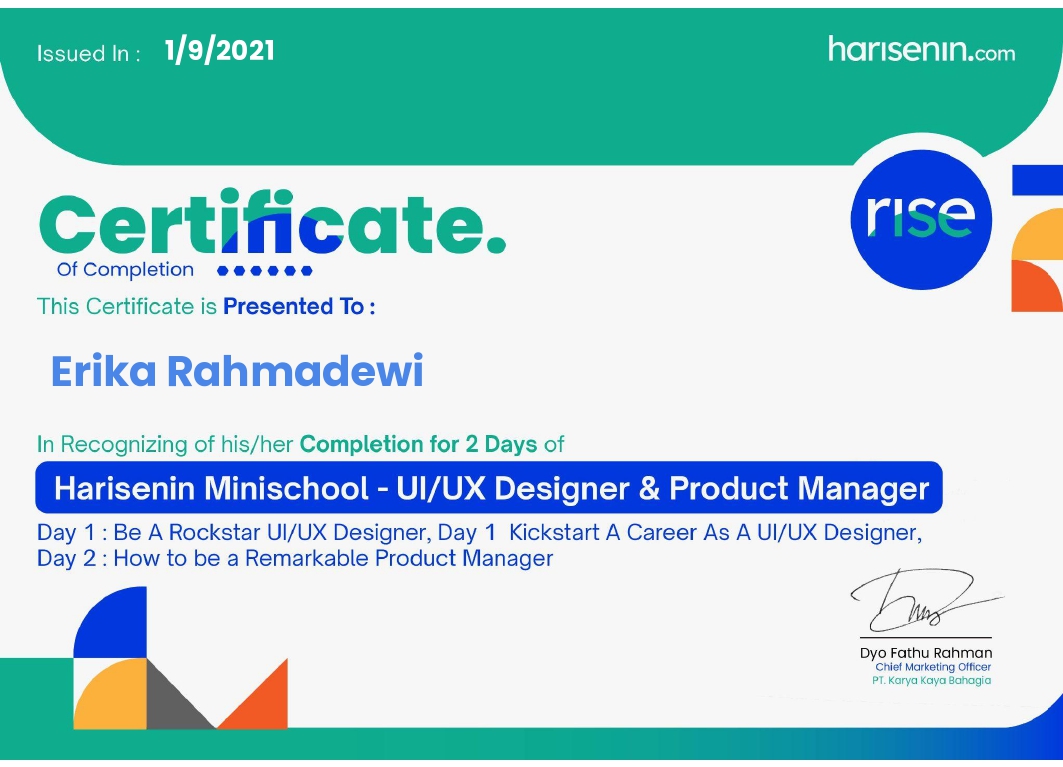 Issued In : 1/9/2021
harisenin.com
rise
Certificate.
Of Completion
This Certificate is Presented To :
Erika Rahmadewi
In Recognizing of his/her Completion for 2 Days of
Harisenin Minischool - UI/UX Designer & Product Manager
Day 1 : Be A Rockstar UI/UX Designer, Day 1 Kickstart A Career As A UI/UX Designer,
Day 2 : How to be a Remarkable Product Manager
Dyo Fathu Rahman
Chief Marketing Officer
PT. Karya Kaya Bahagia